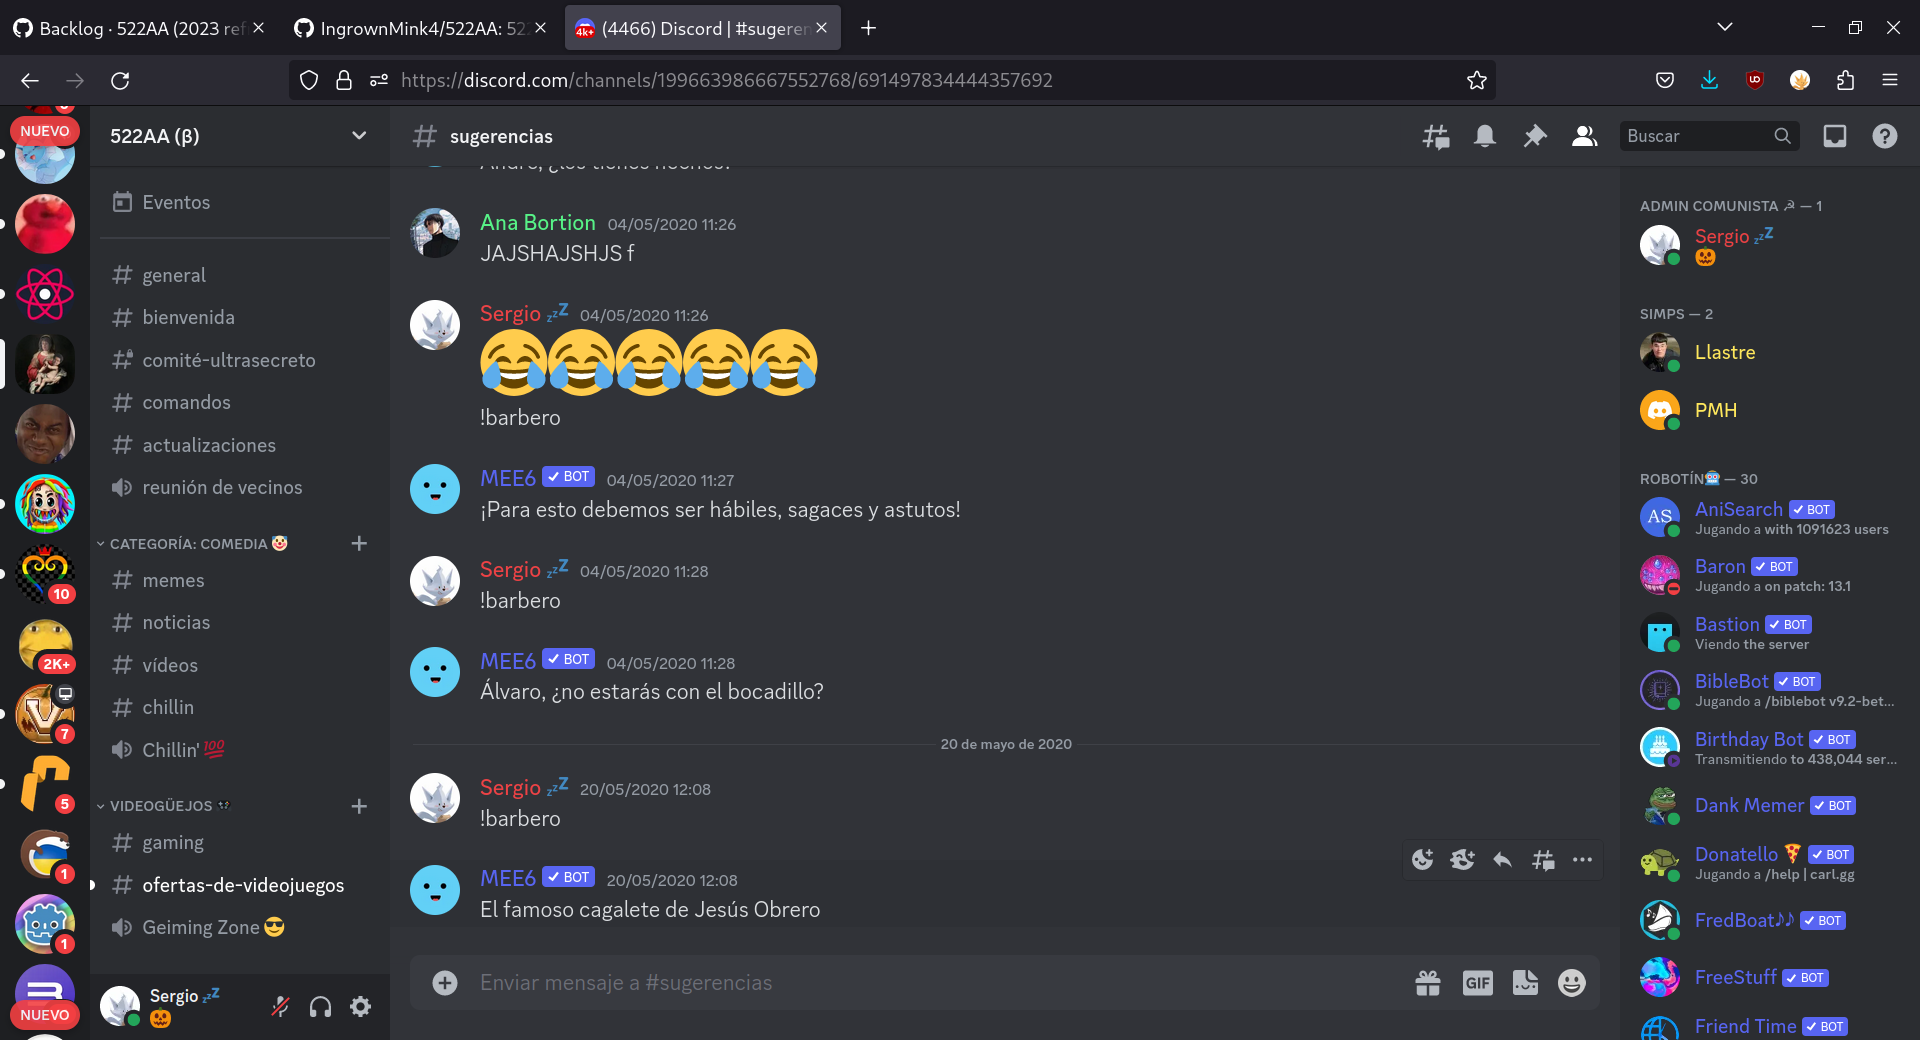 Backlog · 522AA (2023 ref
IngrownMink4/522AA: 52
(4466) Discord | #sugeren
https://discord.com/channels/199663986667552768/691497834444357692
NUEVO
10
2K+
7
5
1
1
NUEVO
522AA (β)
Eventos
general
bienvenida
comité-ultrasecreto
comandos
actualizaciones
reunión de vecinos
CATEGORÍA: COMEDIA 🤡
memes
noticias
vídeos
chillin
Chillin' 💯
VIDEOGÜEJOS
gaming
ofertas-de-videojuegos
Geiming Zone 😎
Sergio 💤
🎃
# sugerencias
Buscar
Ana Bortion 04/05/2020 11:26
JAJSHAJSHJS f
Sergio 💤 04/05/2020 11:26
😂😂😂😂😂
!barbero
MEE6 ✓ BOT 04/05/2020 11:27
¡Para esto debemos ser hábiles, sagaces y astutos!
Sergio 💤 04/05/2020 11:28
!barbero
MEE6 ✓ BOT 04/05/2020 11:28
Álvaro, ¿no estarás con el bocadillo?
20 de mayo de 2020
Sergio 💤 20/05/2020 12:08
!barbero
MEE6 ✓ BOT 20/05/2020 12:08
El famoso cagalete de Jesús Obrero
Enviar mensaje a #sugerencias
GIF
ADMIN COMUNISTA ☭ — 1
Sergio 💤
🎃
SIMPS — 2
Llastre
PMH
ROBOTÍN🤖 — 30
AS
AniSearch ✓ BOT
Jugando a with 1091623 users
Baron ✓ BOT
Jugando a on patch: 13.1
Bastion ✓ BOT
Viendo the server
BibleBot ✓ BOT
Jugando a /biblebot v9.2-bet...
Birthday Bot ✓ BOT
Transmitiendo to 438,044 ser...
Dank Memer ✓ BOT
Donatello 🍕 ✓ BOT
Jugando a /help | carl.gg
FredBoat♪♪ ✓ BOT
FreeStuff ✓ BOT
Friend Time ✓ BOT